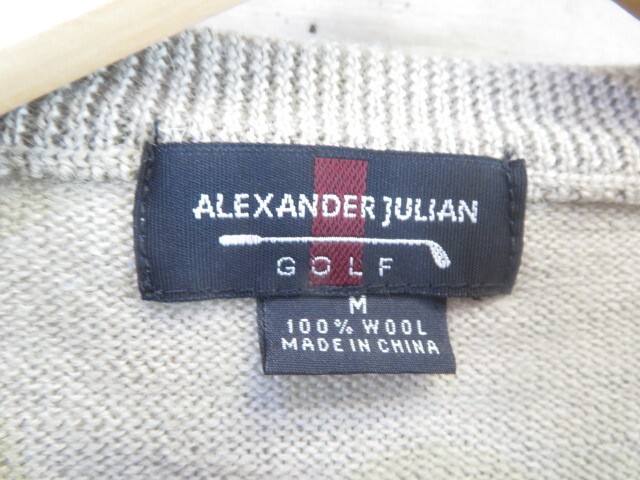 ALEXANDER JULIAN
GOLF
M
100% WOOL
MADE IN CHINA